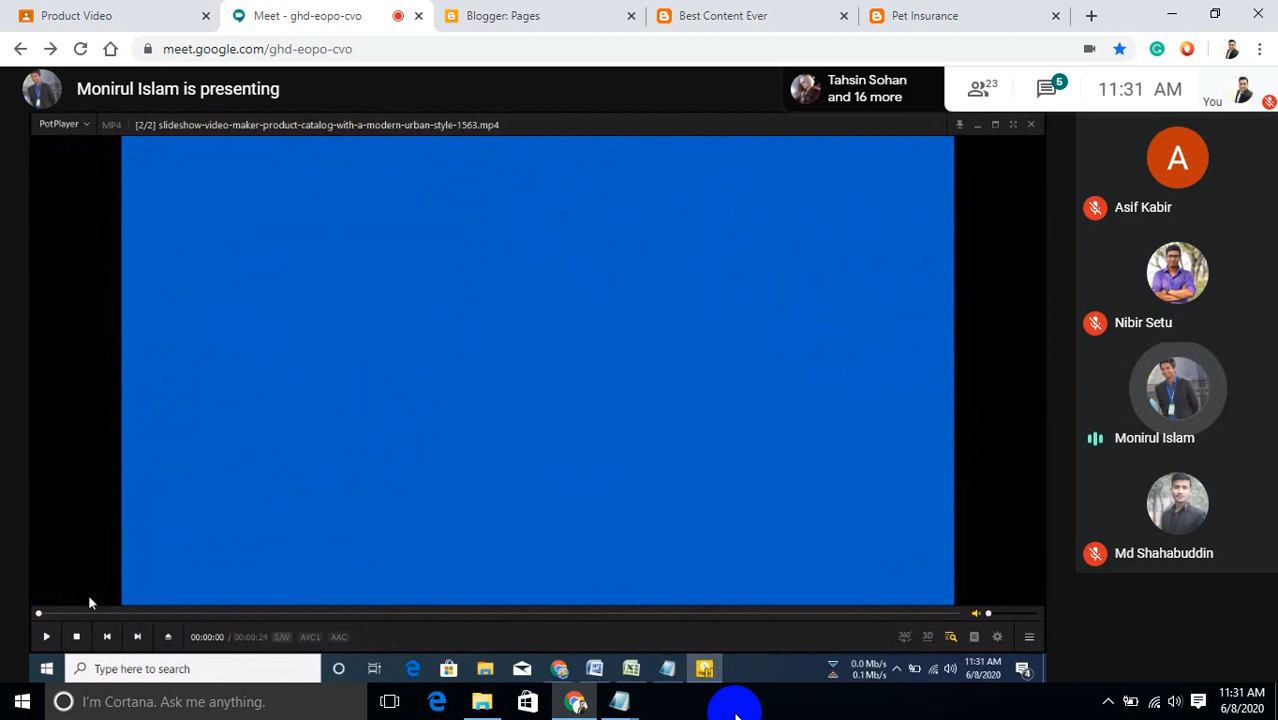 Product Video
Meet - ghd-eopo-cvo
Blogger: Pages
Best Content Ever
Pet Insurance
meet.google.com/ghd-eopo-cvo
Monirul Islam is presenting
Tahsin Sohan
and 16 more
23
5
11:31 AM
You
PotPlayer
MP4
[2/2] slideshow-video-maker-product-catalog-with-a-modern-urban-style-1563.mp4
A
Asif Kabir
Nibir Setu
Monirul Islam
Md Shahabuddin
00:00:00 / 00:00:24 S/W AVC1 AAC
360° 3D
Type here to search
0.0 Mb/s
0.1 Mb/s
11:31 AM
6/8/2020
4
I'm Cortana. Ask me anything.
11:31 AM
6/8/2020